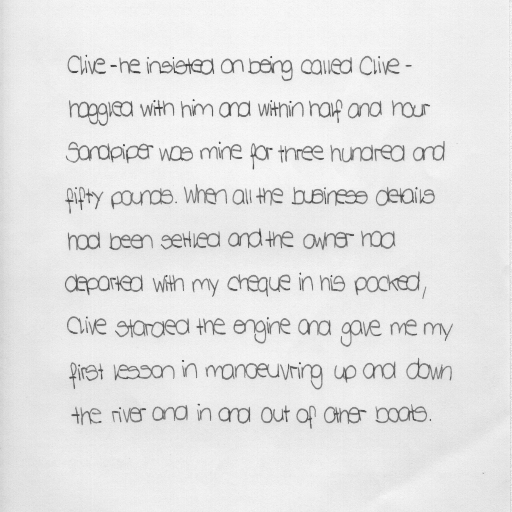 Clive - he insisted on being called Clive -
haggled with him and within half and hour
Sandpiper was mine for three hundred and
fifty pounds. When all the business details
had been settled and the owner had
departed with my cheque in his pocked,
Clive starded the engine and gave me my
first lesson in manoeuvring up and down
the river and in and out of other boats.